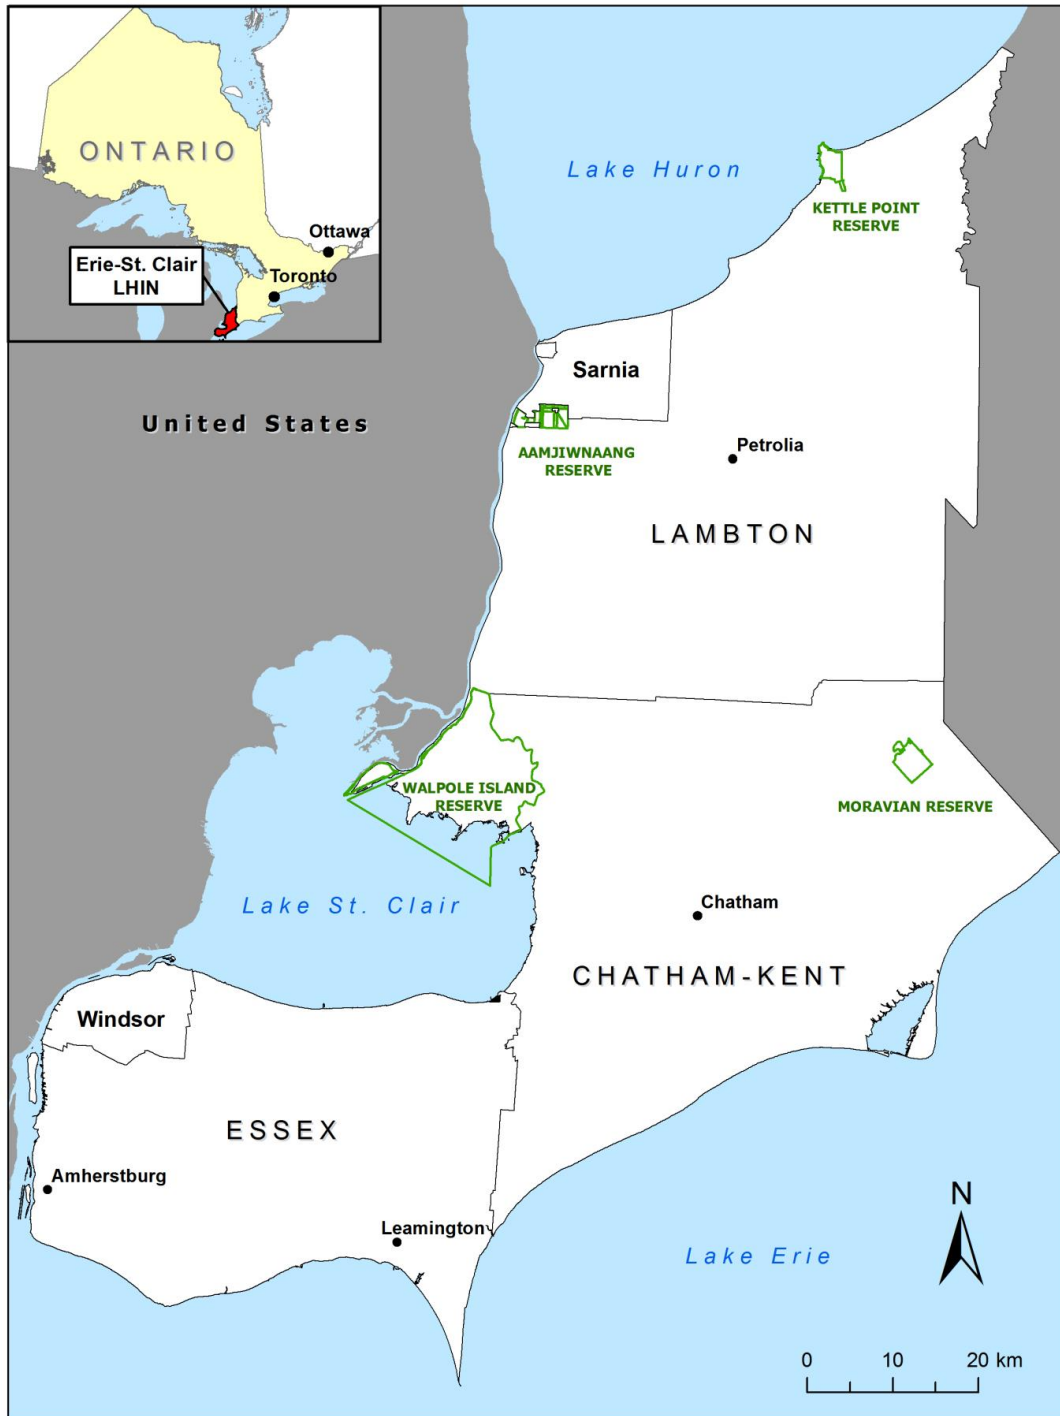 ONTARIO
Ottawa
Erie-St. Clair
LHIN
Toronto
Lake Huron
KETTLE POINT
RESERVE
Sarnia
United States
AAMJIWNAANG
RESERVE
Petrolia
LAMBTON
WALPOLE ISLAND
RESERVE
MORAVIAN RESERVE
Lake St. Clair
Chatham
CHATHAM-KENT
Windsor
ESSEX
Amherstburg
Leamington
N
Lake Erie
0 10 20 km